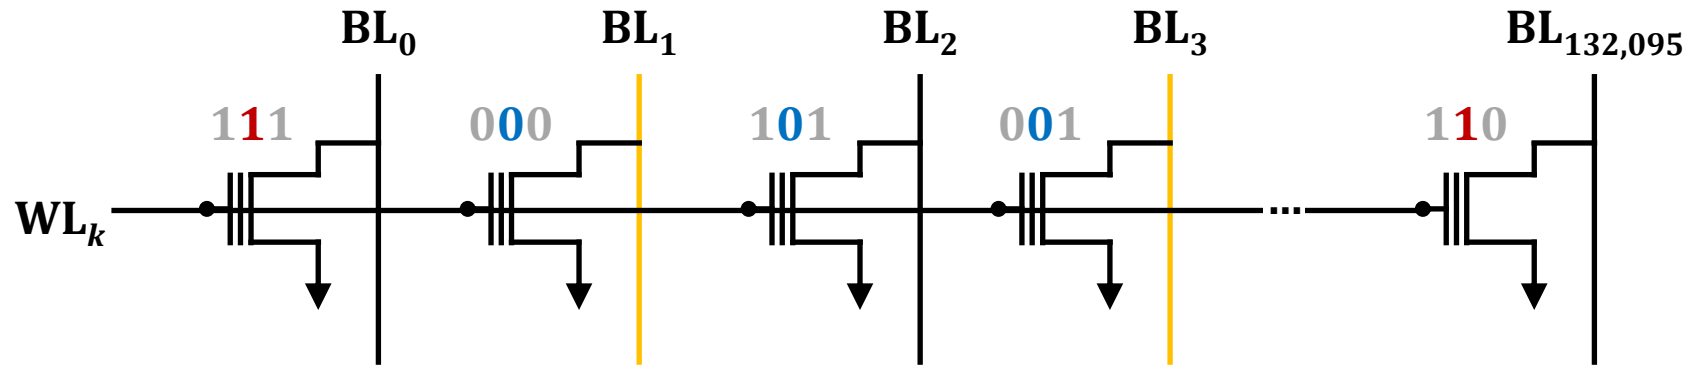 BL₀ BL₁ BL₂ BL₃ BL₁₃₂,₀₉₅
111 000 101 001 110
WLₖ ...